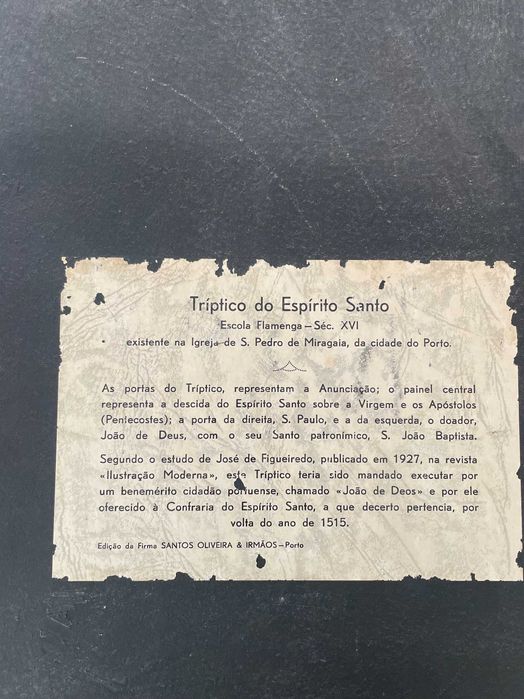 Tríptico do Espírito Santo
Escola Flamenga – Séc. XVI
existente na Igreja de S. Pedro de Miragaia, da cidade do Porto.
As portas do Tríptico, representam a Anunciação; o painel central
representa a descida do Espírito Santo sobre a Virgem e os Apóstolos
(Pentecostes); a porta da direita, S. Paulo, e a da esquerda, o doador,
João de Deus, com o seu Santo patronímico, S. João Baptista.
Segundo o estudo de José de Figueiredo, publicado em 1927, na revista
«Ilustração Moderna», este Tríptico teria sido mandado executar por
um benemérito cidadão portuense, chamado «João de Deos» e por ele
oferecido à Confraria do Espírito Santo, a que decerto pertencia, por
volta do ano de 1515.
Edição da Firma SANTOS OLIVEIRA & IRMÃOS – Porto